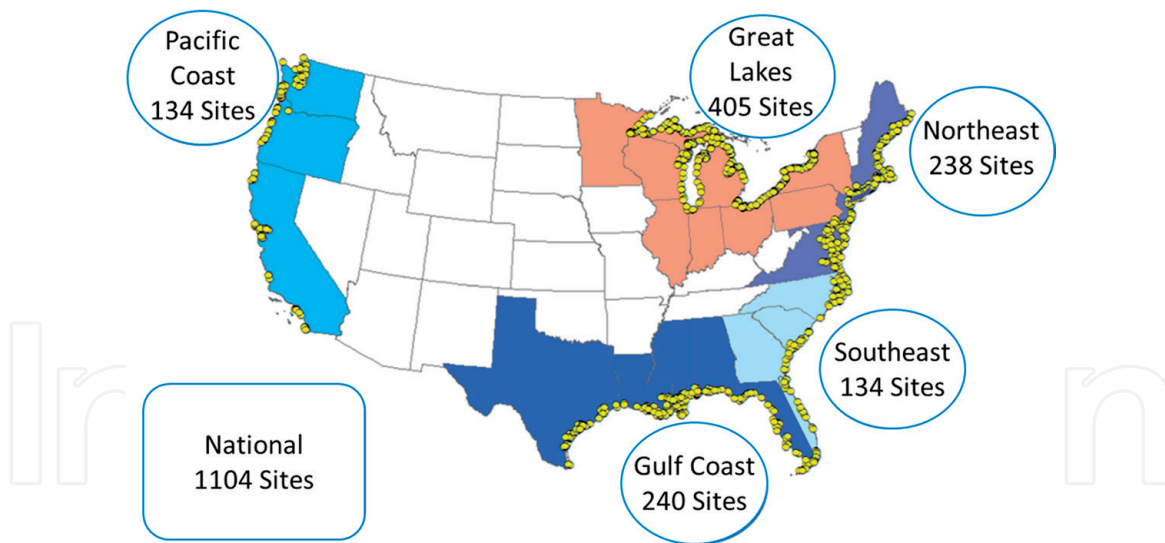 Pacific
Coast
134 Sites
Great
Lakes
405 Sites
Northeast
238 Sites
Southeast
134 Sites
Gulf Coast
240 Sites
National
1104 Sites